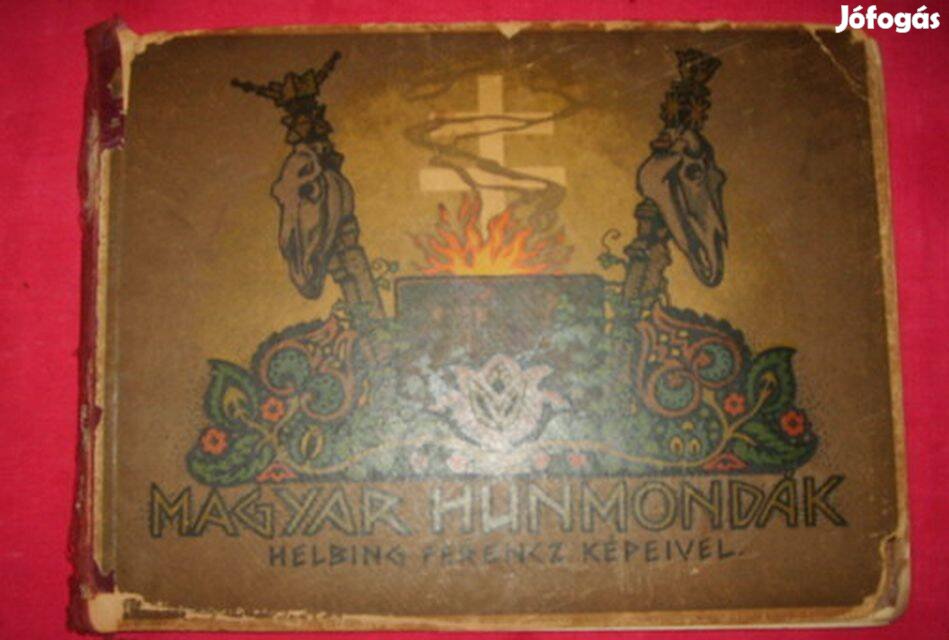 Jófogás
MAGYAR HUNMONDÁK
HELBING FERENCZ KÉPEIVEL.